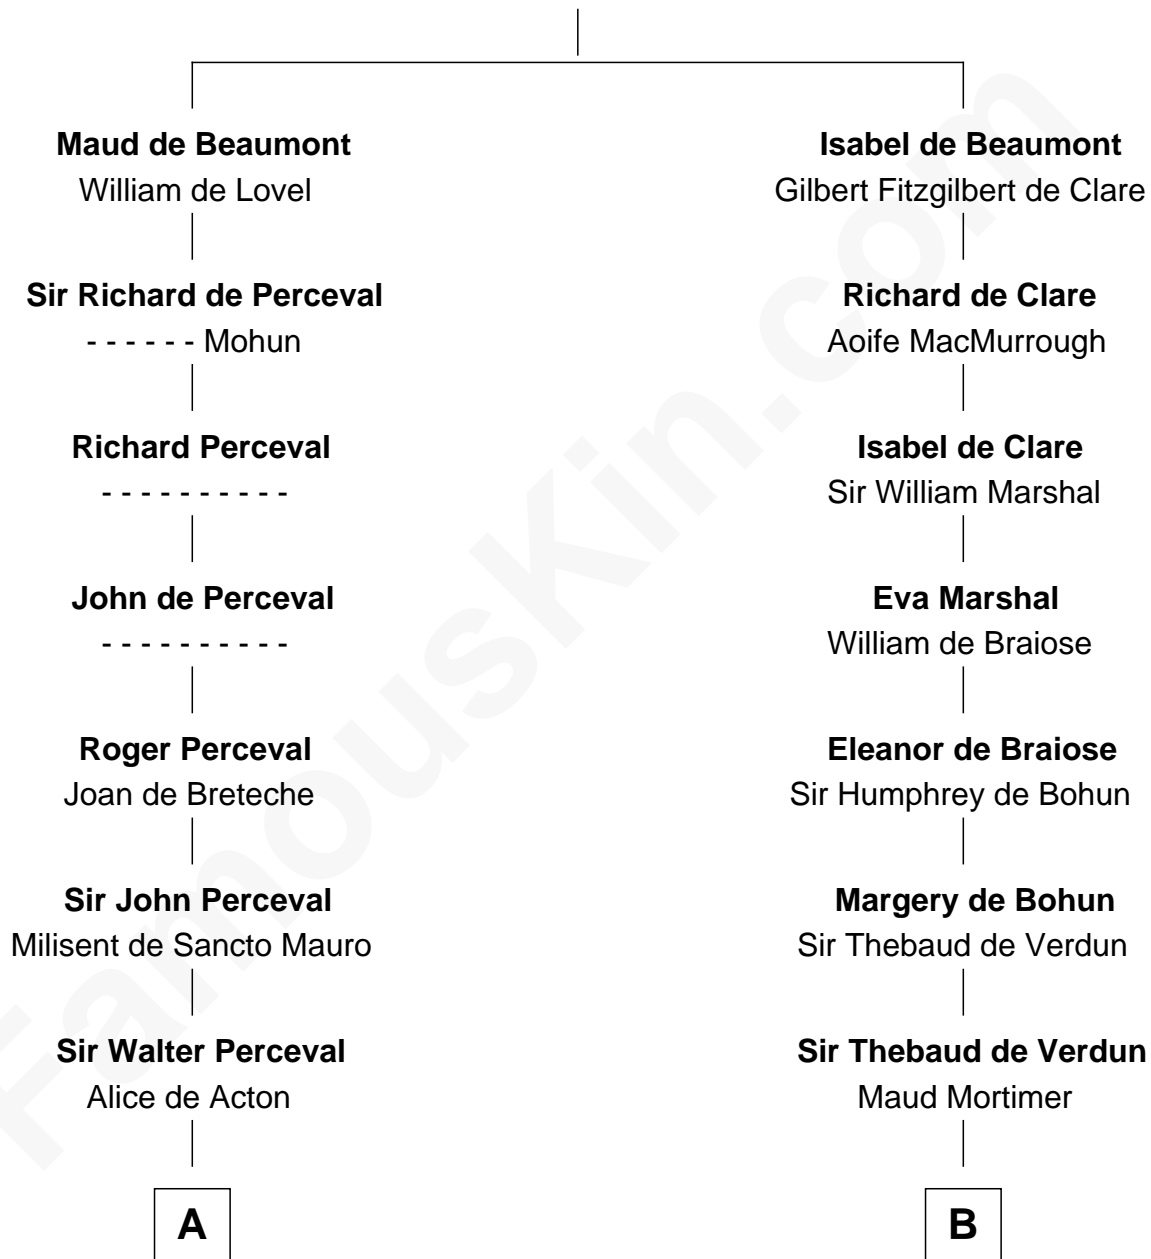 Maud de Beaumont
William de Lovel
Sir Richard de Perceval
- - - - - - Mohun
Richard Perceval
- - - - - - - - - -
John de Perceval
- - - - - - - - - -
Roger Perceval
Joan de Breteche
Sir John Perceval
Milisent de Sancto Mauro
Sir Walter Perceval
Alice de Acton
A
Isabel de Beaumont
Gilbert Fitzgilbert de Clare
Richard de Clare
Aoife MacMurrough
Isabel de Clare
Sir William Marshal
Eva Marshal
William de Braiose
Eleanor de Braiose
Sir Humphrey de Bohun
Margery de Bohun
Sir Thebaud de Verdun
Sir Thebaud de Verdun
Maud Mortimer
B
FamousKin.com